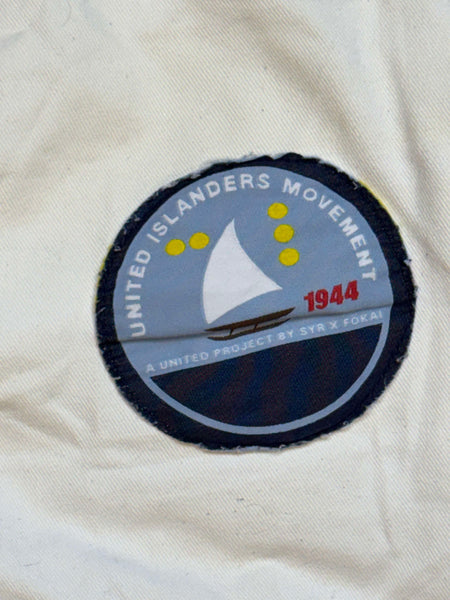 UNITED ISLANDERS MOVEMENT
1944
A UNITED PROJECT BY SYR X FOKAI